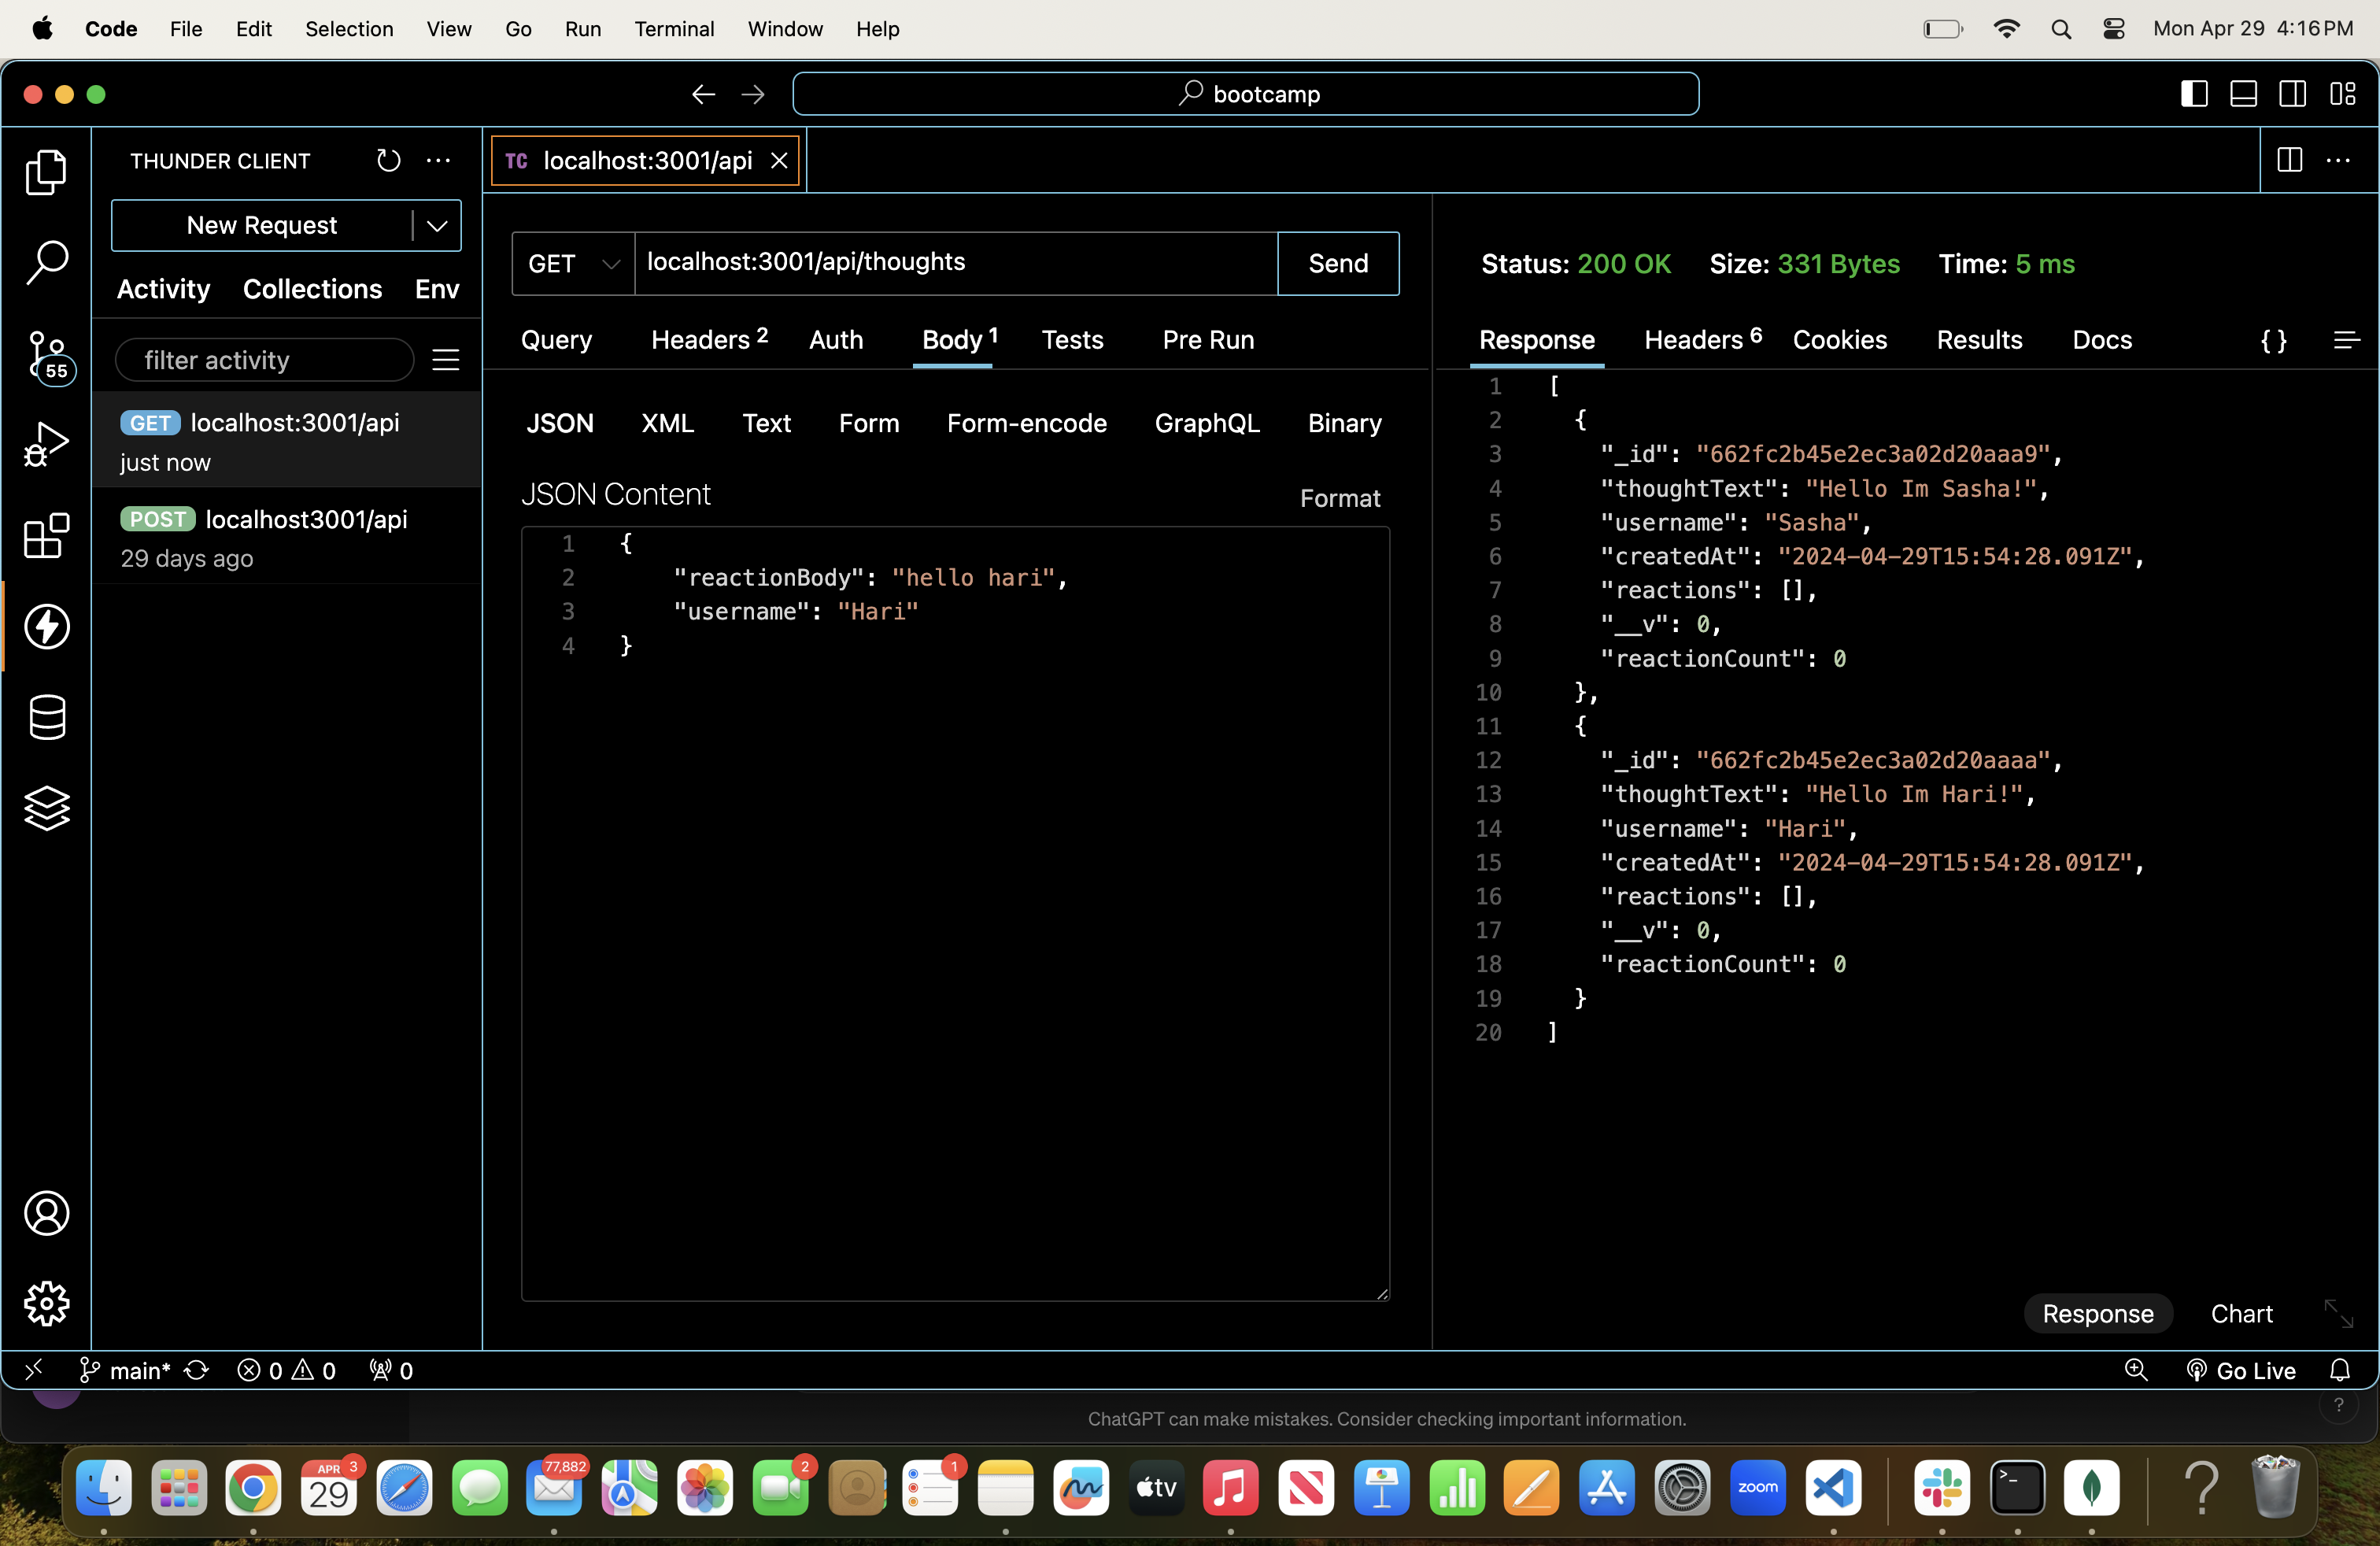 Code File Edit Selection View Go Run Terminal Window Help Mon Apr 29 4:16 PM
bootcamp
THUNDER CLIENT
New Request
Activity Collections Env
filter activity
GET localhost:3001/api
just now
POST localhost3001/api
29 days ago
55
TC localhost:3001/api
GET localhost:3001/api/thoughts Send
Query Headers 2 Auth Body 1 Tests Pre Run
JSON XML Text Form Form-encode GraphQL Binary
JSON Content Format
1 {
2 "reactionBody": "hello hari",
3 "username": "Hari"
4 }
Status: 200 OK Size: 331 Bytes Time: 5 ms
Response Headers 6 Cookies Results Docs { }
1 [
2 {
3 "_id": "662fc2b45e2ec3a02d20aaa9",
4 "thoughtText": "Hello Im Sasha!",
5 "username": "Sasha",
6 "createdAt": "2024-04-29T15:54:28.091Z",
7 "reactions": [],
8 "__v": 0,
9 "reactionCount": 0
10 },
11 {
12 "_id": "662fc2b45e2ec3a02d20aaaa",
13 "thoughtText": "Hello Im Hari!",
14 "username": "Hari",
15 "createdAt": "2024-04-29T15:54:28.091Z",
16 "reactions": [],
17 "__v": 0,
18 "reactionCount": 0
19 }
20 ]
Response Chart
main* 0 0 0 Go Live
ChatGPT can make mistakes. Consider checking important information. ?
APR 29 3 77,882 2 1 tv zoom >_ ?